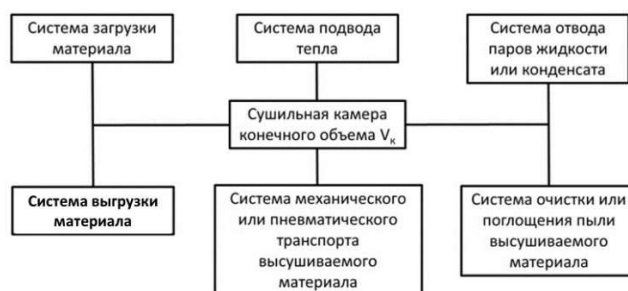 Система загрузки
материала
Система подвода
тепла
Система отвода
паров жидкости
или конденсата
Сушильная камера
конечного объема Vк
Система выгрузки
материала
Система механического
или пневматического
транспорта
высушиваемого
материала
Система очистки или
поглощения пыли
высушиваемого
материала